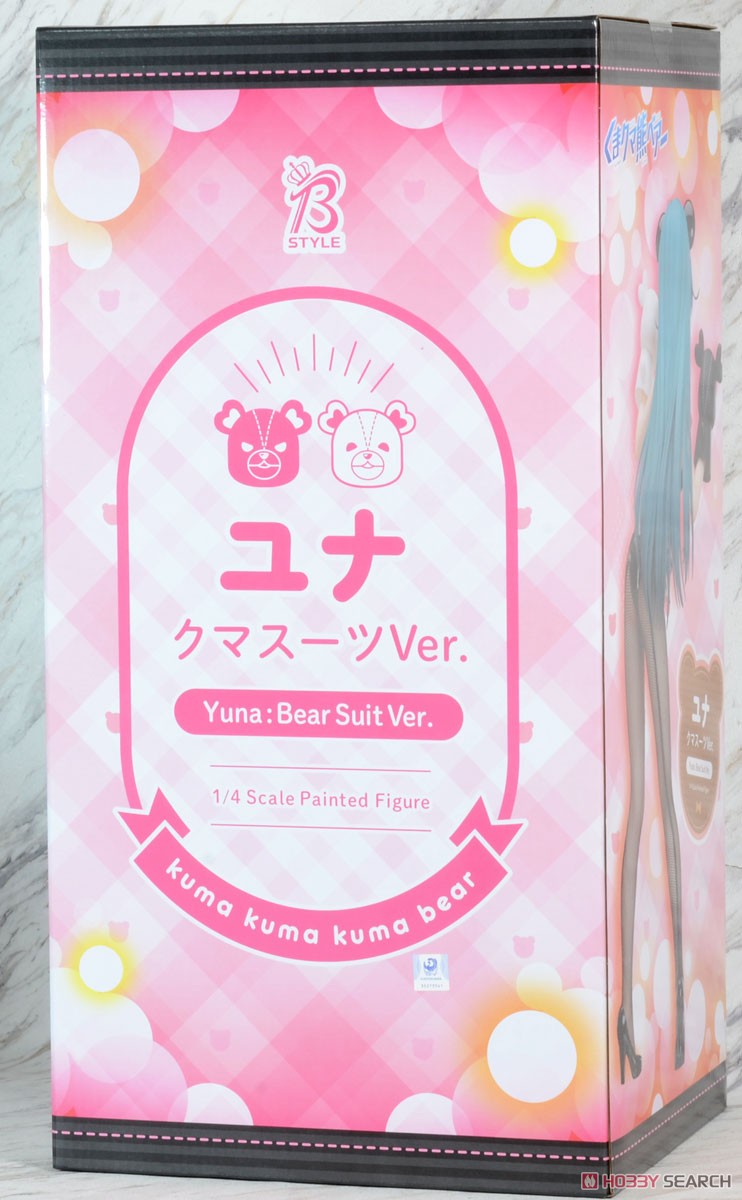 B
STYLE
ユナ
クマスーツVer.
Yuna:Bear Suit Ver.
1/4 Scale Painted Figure
kuma kuma kuma bear
くまクマ熊ベアー
ユナ
クマスーツVer.
HOBBY SEARCH